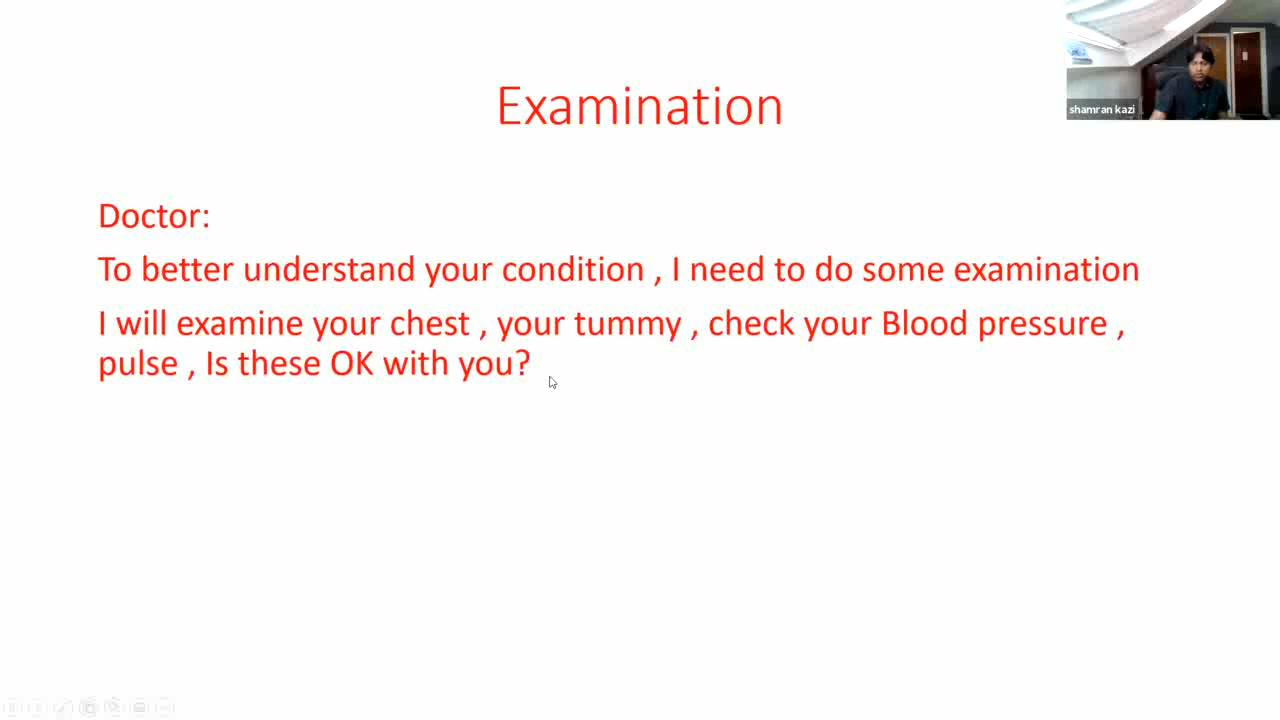 shamran kazi
Examination
Doctor:
To better understand your condition , I need to do some examination
I will examine your chest , your tummy , check your Blood pressure ,
pulse , Is these OK with you?